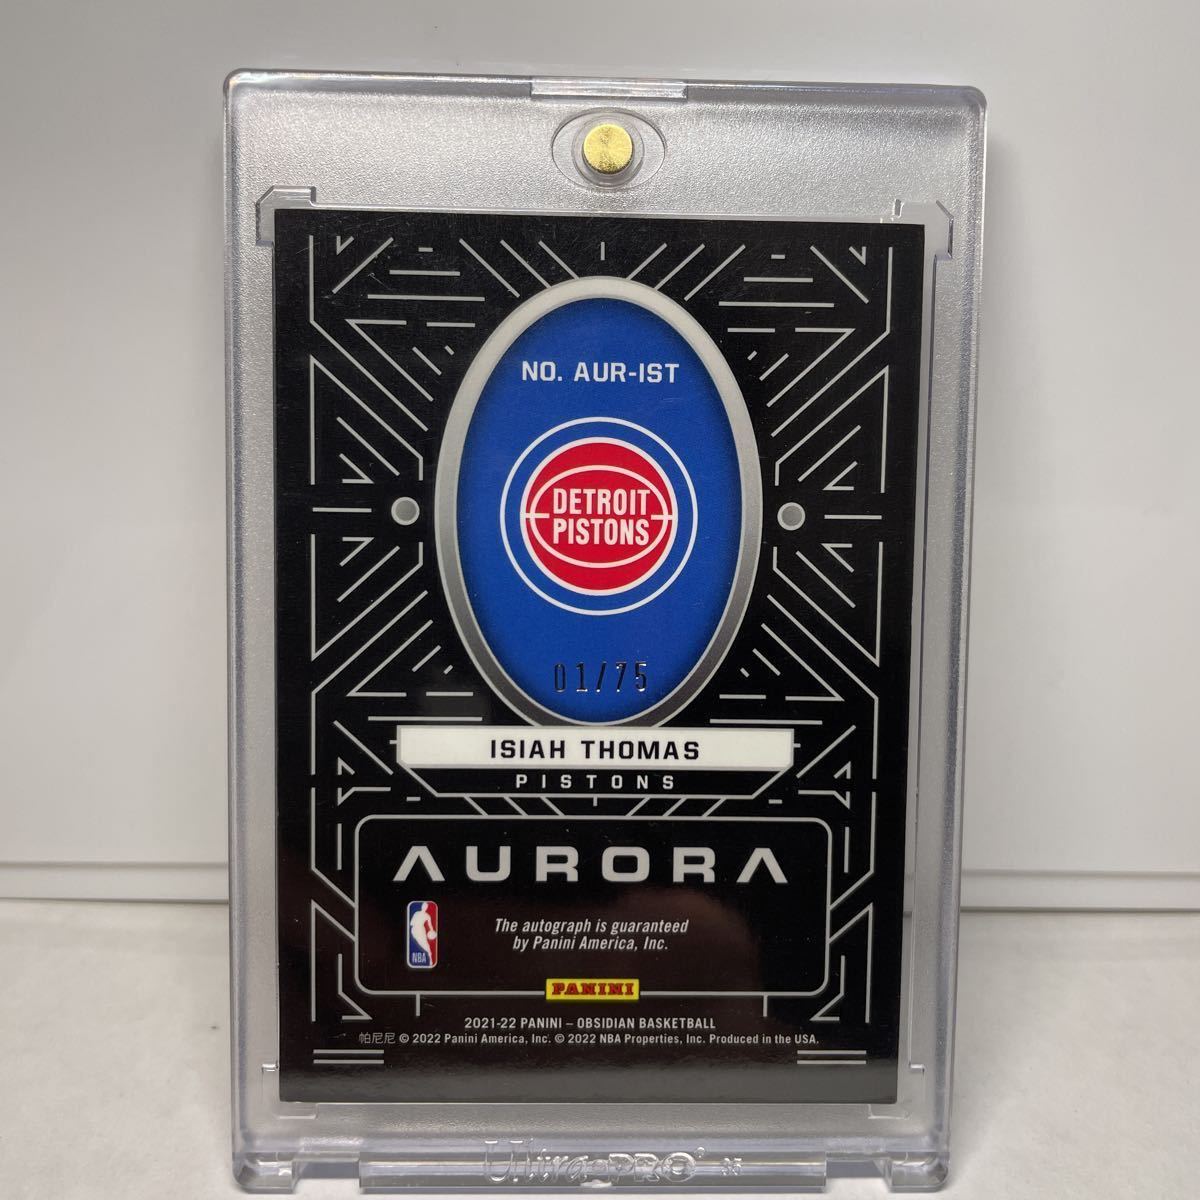 NO. AUR-IST
DETROIT
PISTONS
01/75
ISIAH THOMAS
PISTONS
AURORA
The autograph is guaranteed
by Panini America, Inc.
NBA
PANINI
2021-22 PANINI – OBSIDIAN BASKETBALL
帕尼尼 © 2022 Panini America, Inc. © 2022 NBA Properties, Inc. Produced in the USA.
Ultra·PRO